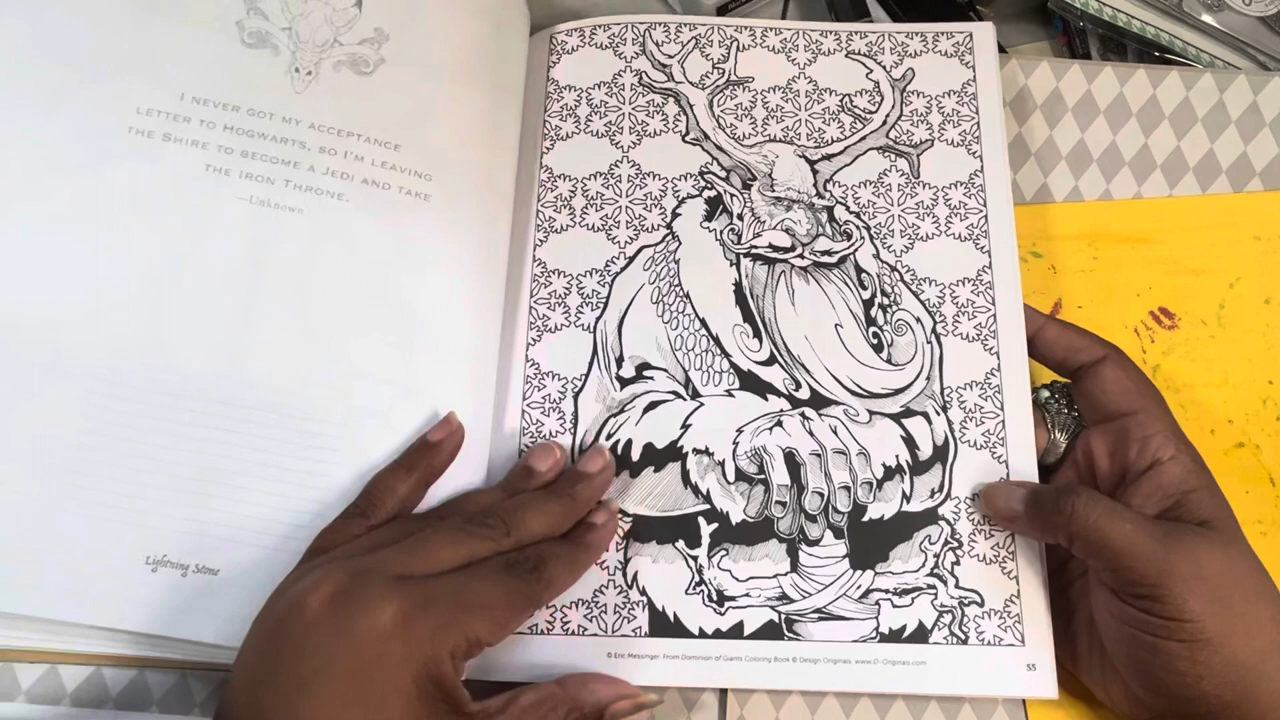 I NEVER GOT MY ACCEPTANCE
LETTER TO HOGWARTS, SO I'M LEAVING
THE SHIRE TO BECOME A JEDI AND TAKE
THE IRON THRONE.
—Unknown
Lightning Stone
© Eric Messinger. From Dominion of Giants Coloring Book © Design Originals. www.D-Originals.com
55